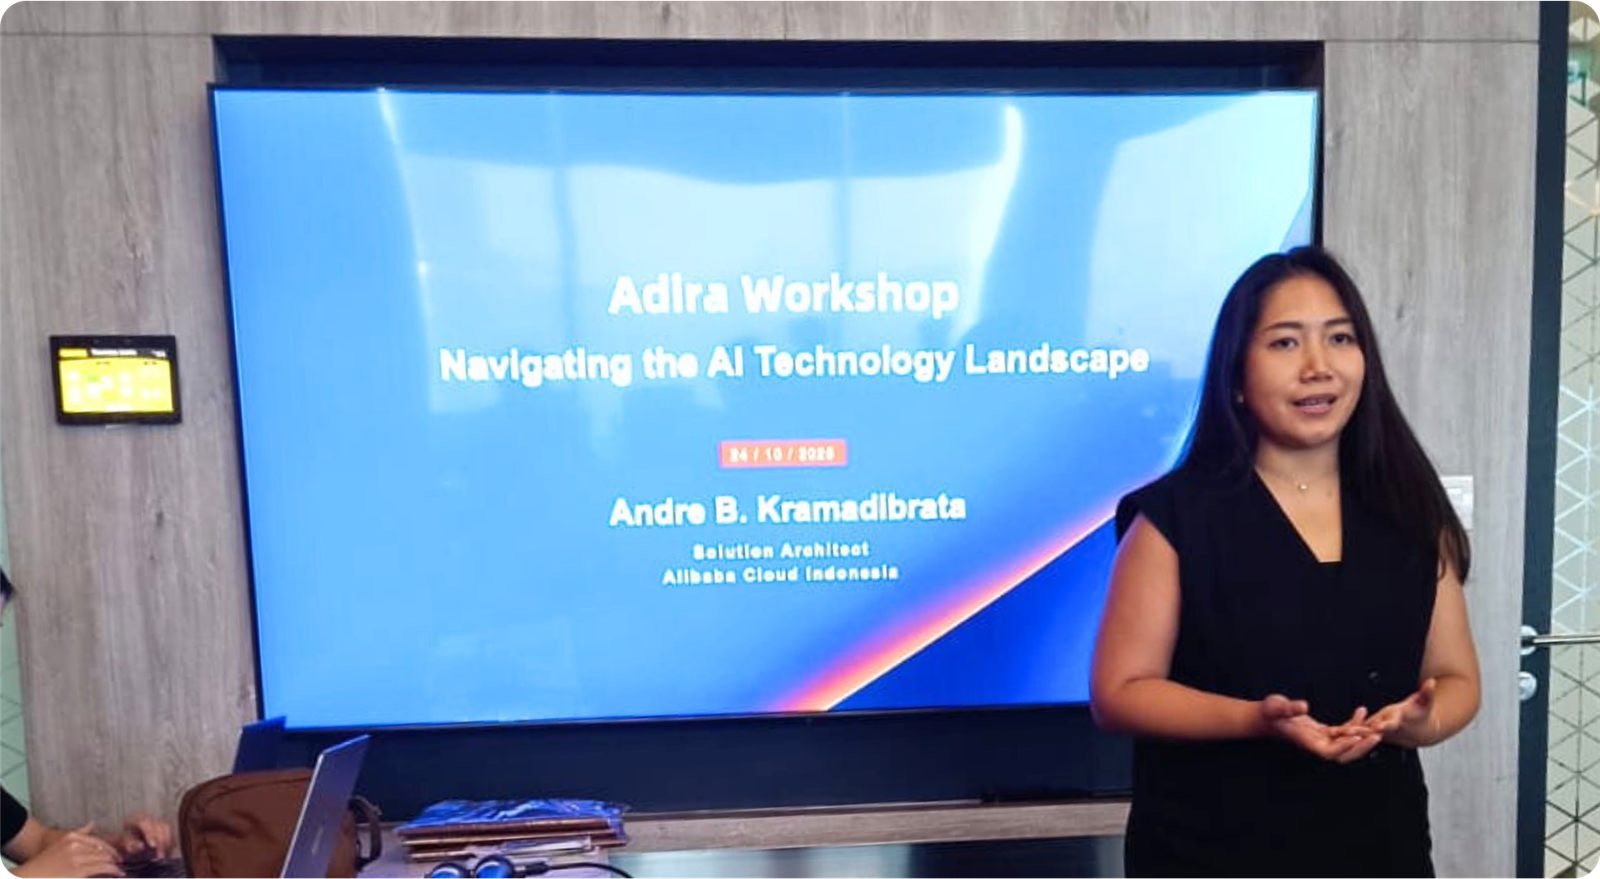 Adira Workshop
Navigating the AI Technology Landscape
24 / 10 / 2025
Andre B. Kramadibrata
Solution Architect
Alibaba Cloud Indonesia